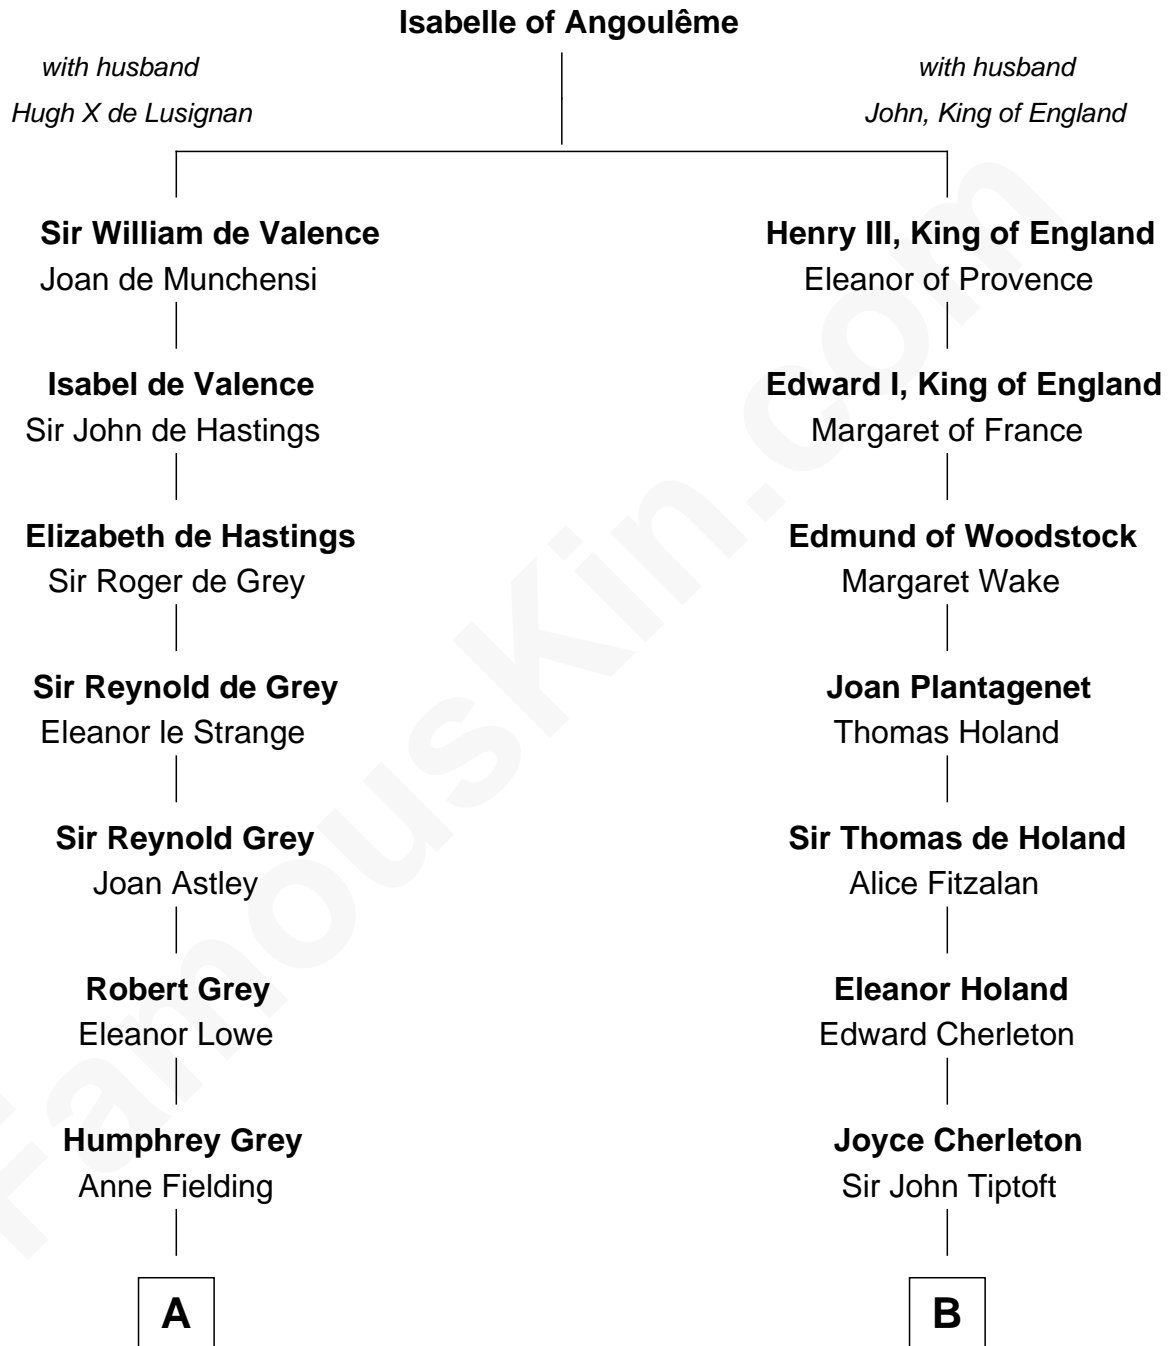 Isabelle of Angoulême
with husband
Hugh X de Lusignan
with husband
John, King of England
Sir William de Valence
Joan de Munchensi
Henry III, King of England
Eleanor of Provence
Isabel de Valence
Sir John de Hastings
Edward I, King of England
Margaret of France
Elizabeth de Hastings
Sir Roger de Grey
Edmund of Woodstock
Margaret Wake
Sir Reynold de Grey
Eleanor le Strange
Joan Plantagenet
Thomas Holand
Sir Reynold Grey
Joan Astley
Sir Thomas de Holand
Alice Fitzalan
Robert Grey
Eleanor Lowe
Eleanor Holand
Edward Cherleton
Humphrey Grey
Anne Fielding
Joyce Cherleton
Sir John Tiptoft
A
B
FamousKin.com